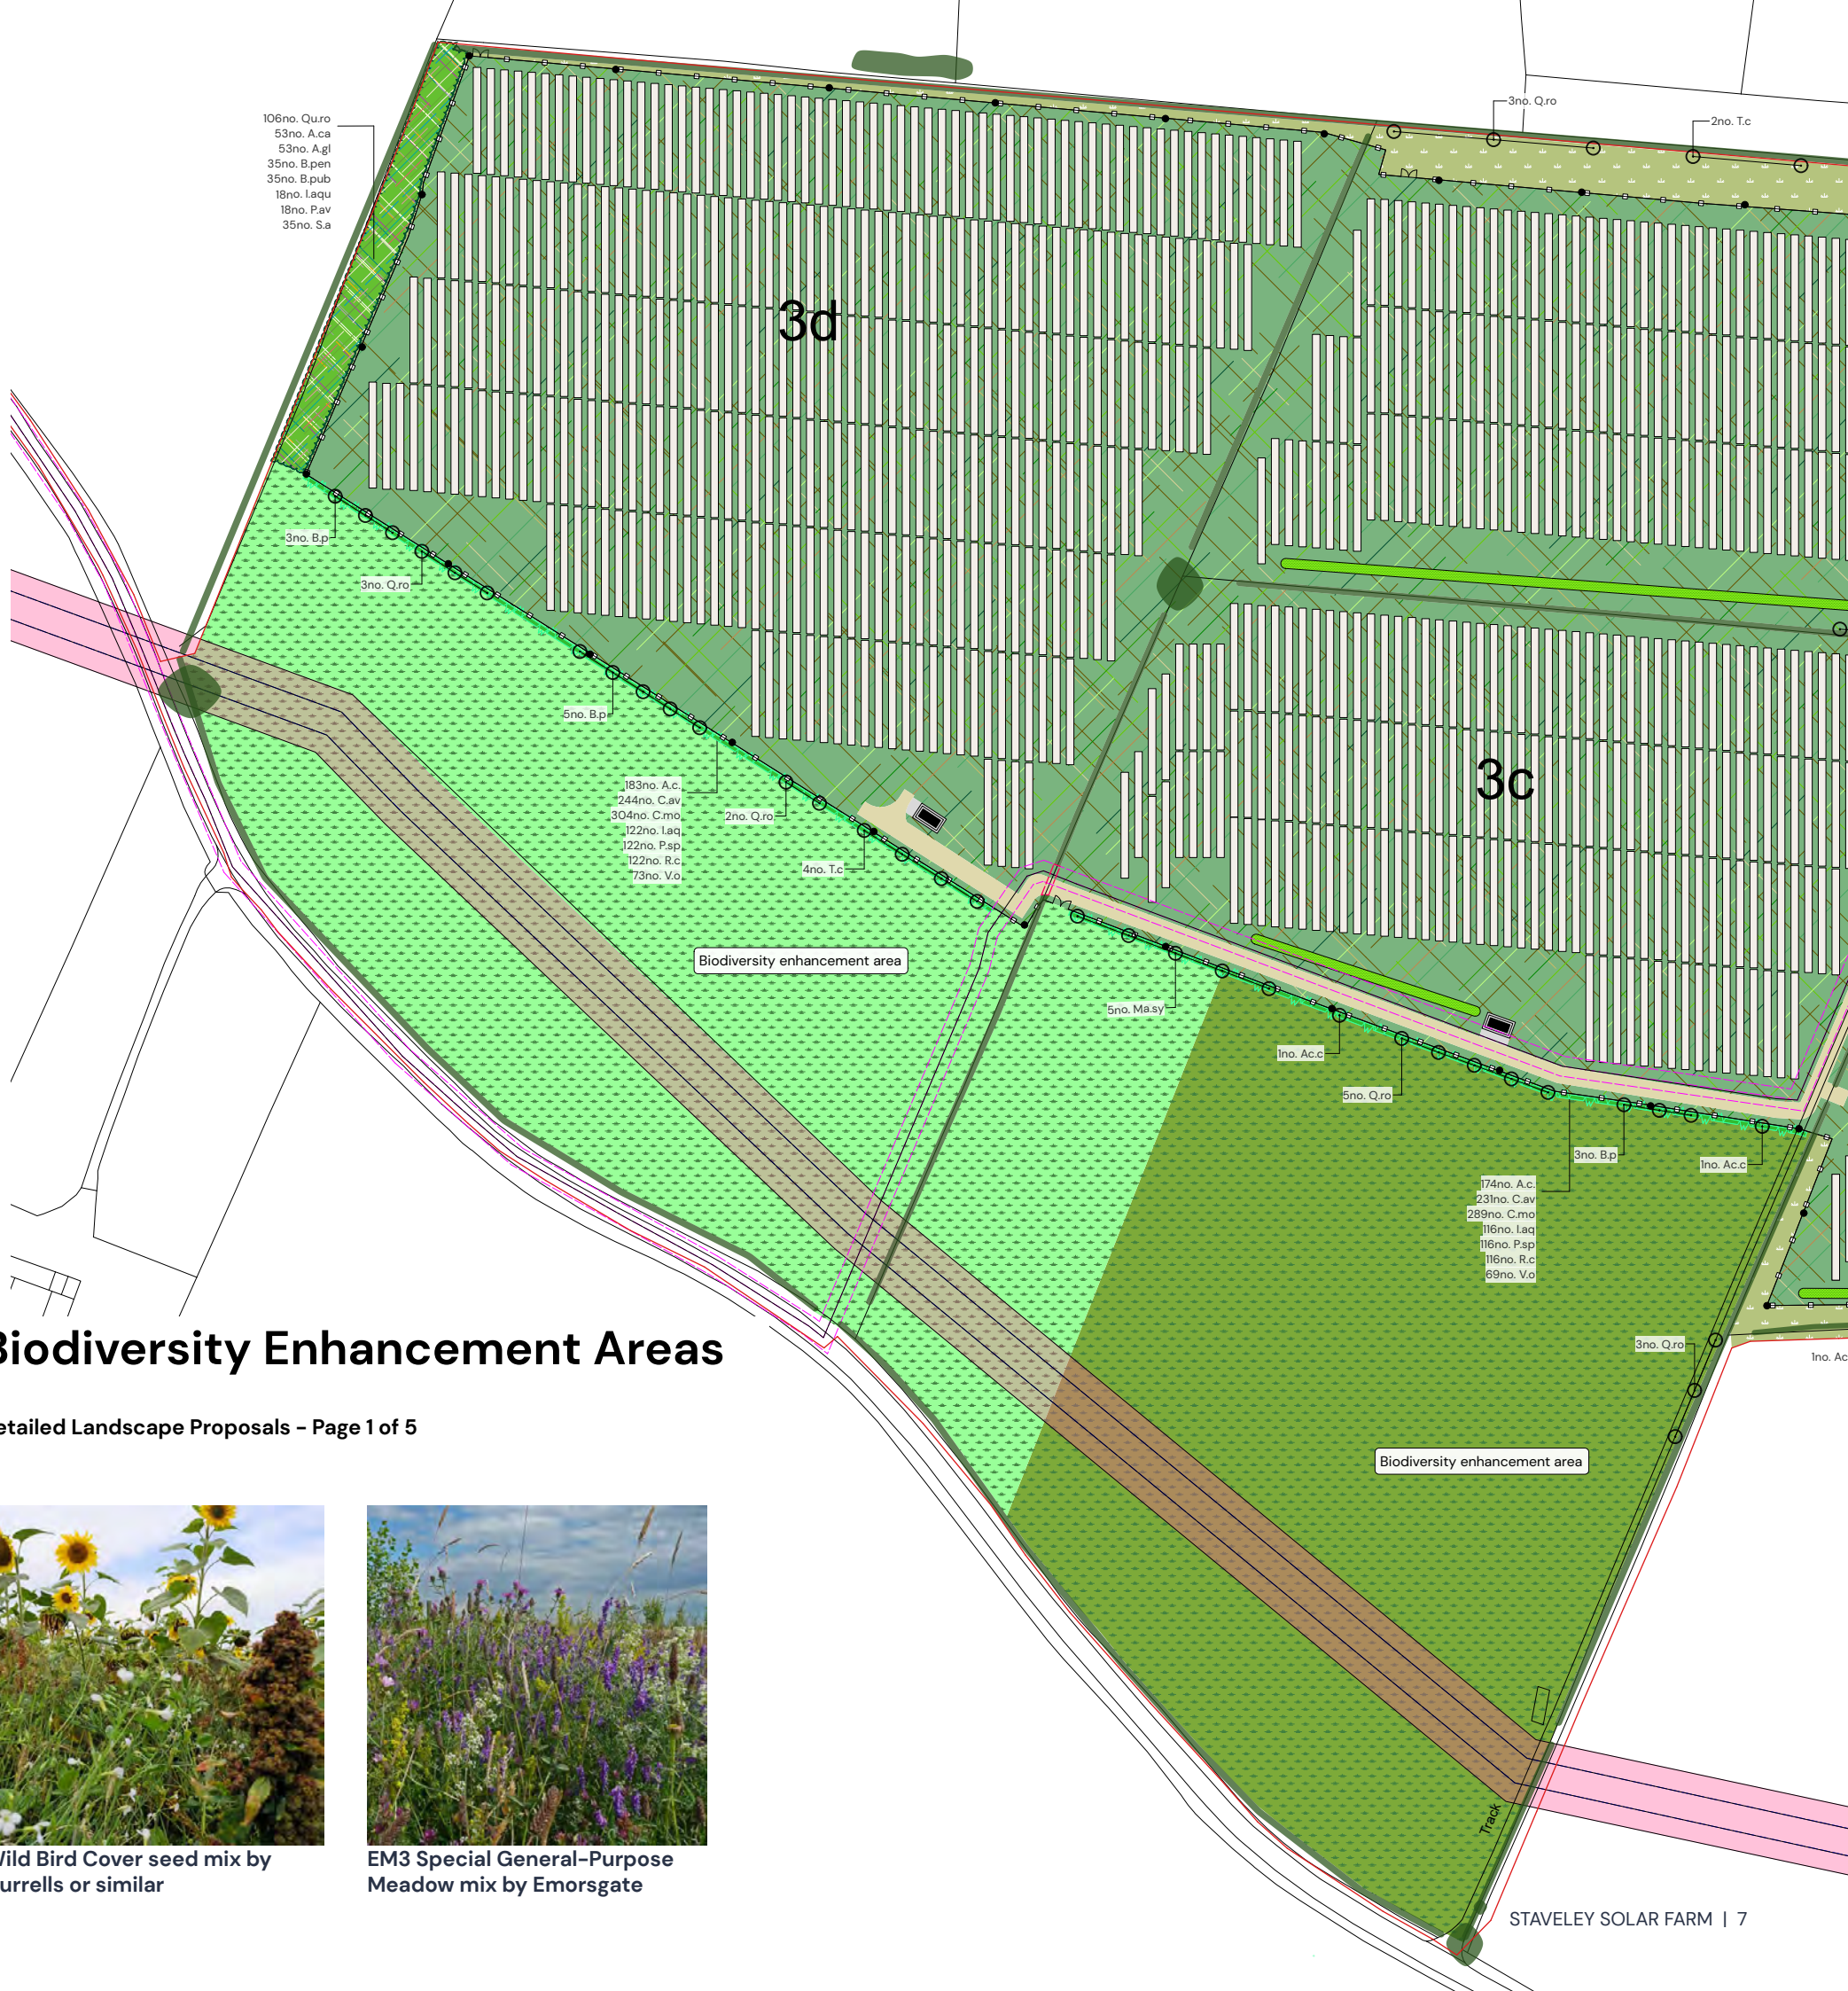 3no. Q.ro
2no. T.c
106no. Qu.ro
53no. A.ca
53no. A.gl
35no. B.pen
35no. B.pub
18no. I.aqu
18no. P.av
35no. S.a
3d
3no. B.p
3no. Q.ro
5no. B.p
3c
183no. A.c.
244no. C.av
304no. C.mo
122no. I.aq
122no. P.sp
122no. R.c
73no. V.o
2no. Q.ro
4no. T.c
Biodiversity enhancement area
5no. Ma.sy
1no. Ac.c
5no. Q.ro
3no. B.p
1no. Ac.c
174no. A.c.
231no. C.av
289no. C.mo
116no. I.aq
116no. P.sp
116no. R.c
69no. V.o
3no. Q.ro
1no. Ac
Biodiversity Enhancement Areas
etailed Landscape Proposals - Page 1 of 5
Biodiversity enhancement area
Track
Wild Bird Cover seed mix by
urrells or similar
EM3 Special General-Purpose
Meadow mix by Emorsgate
STAVELEY SOLAR FARM | 7